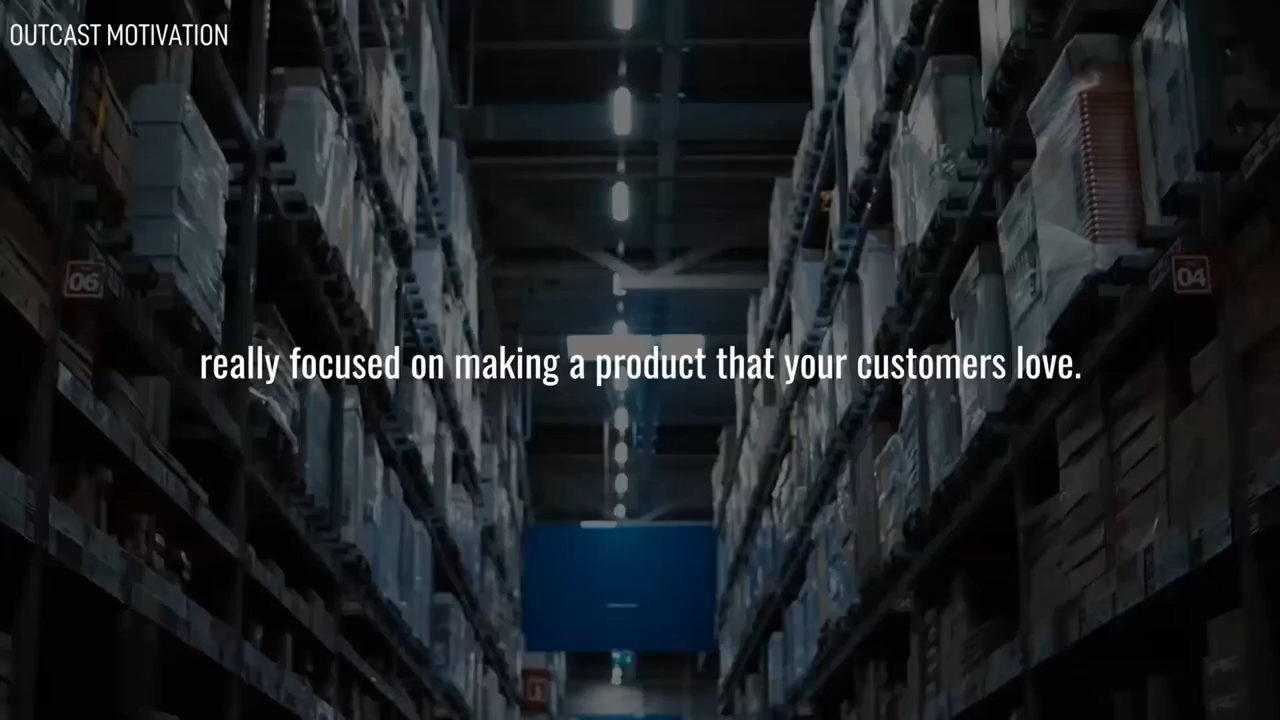 OUTCAST MOTIVATION
06
04
really focused on making a product that your customers love.